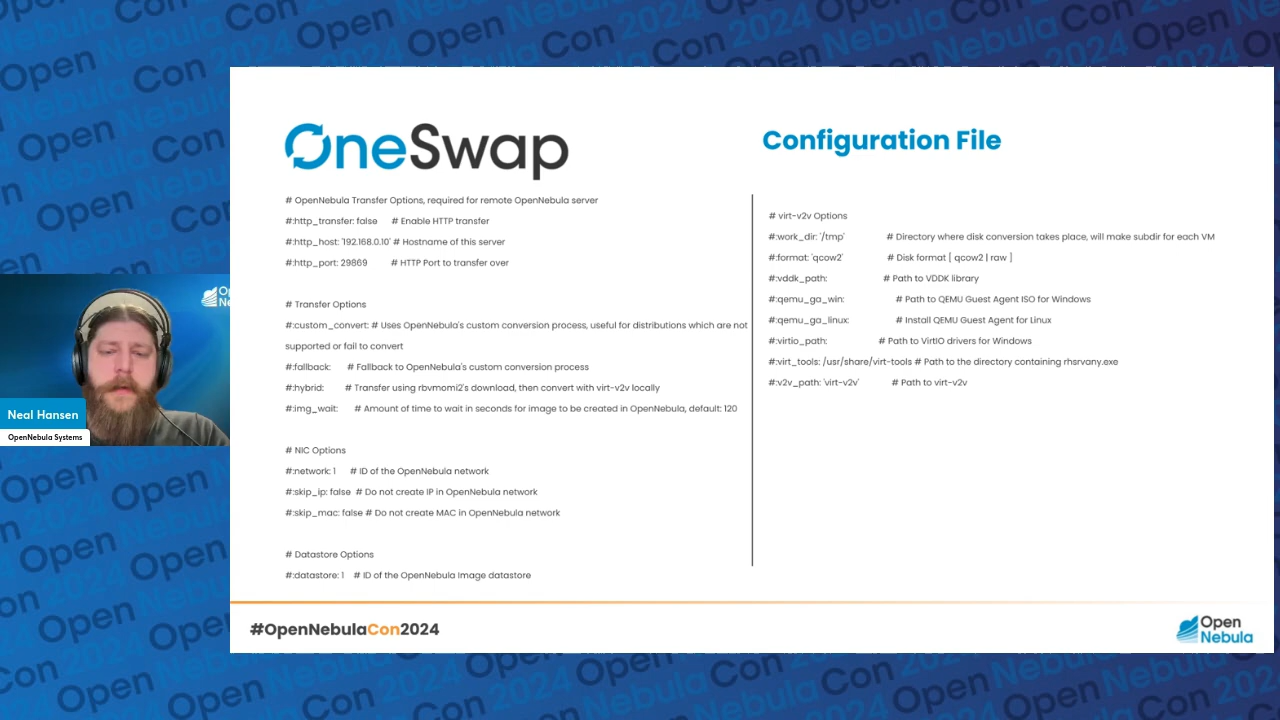 OneSwap
Configuration File
# OpenNebula Transfer Options, required for remote OpenNebula server
#:http_transfer: false # Enable HTTP transfer
#:http_host: '192.168.0.10' # Hostname of this server
#:http_port: 29869 # HTTP Port to transfer over
# Transfer Options
#:custom_convert: # Uses OpenNebula's custom conversion process, useful for distributions which are not
supported or fail to convert
#:fallback: # Fallback to OpenNebula's custom conversion process
#:hybrid: # Transfer using rbvmomi2's download, then convert with virt-v2v locally
#:img_wait: # Amount of time to wait in seconds for image to be created in OpenNebula, default: 120
# NIC Options
#:network: 1 # ID of the OpenNebula network
#:skip_ip: false # Do not create IP in OpenNebula network
#:skip_mac: false # Do not create MAC in OpenNebula network
# Datastore Options
#:datastore: 1 # ID of the OpenNebula Image datastore
# virt-v2v Options
#:work_dir: '/tmp' # Directory where disk conversion takes place, will make subdir for each VM
#:format: 'qcow2' # Disk format [ qcow2 | raw ]
#:vddk_path: # Path to VDDK library
#:qemu_ga_win: # Path to QEMU Guest Agent ISO for Windows
#:qemu_ga_linux: # Install QEMU Guest Agent for Linux
#:virtio_path: # Path to VirtIO drivers for Windows
#:virt_tools: /usr/share/virt-tools # Path to the directory containing rhsrvany.exe
#:v2v_path: 'virt-v2v' # Path to virt-v2v
Neal Hansen
OpenNebula Systems
#OpenNebulaCon2024
Open
Nebula